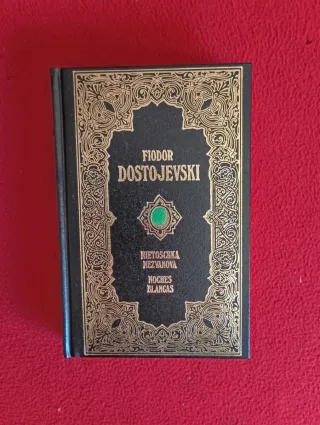 FIODOR
DOSTOJEVSKI
NIETOSCHKA
NEZVANOVA
NOCHES
BLANCAS